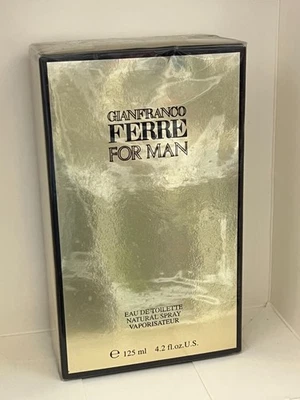 GIANFRANCO
FERRE
FOR MAN
EAU DE TOILETTE
NATURAL SPRAY
VAPORISATEUR
℮ 125 ml 4.2 fl.oz.U.S.